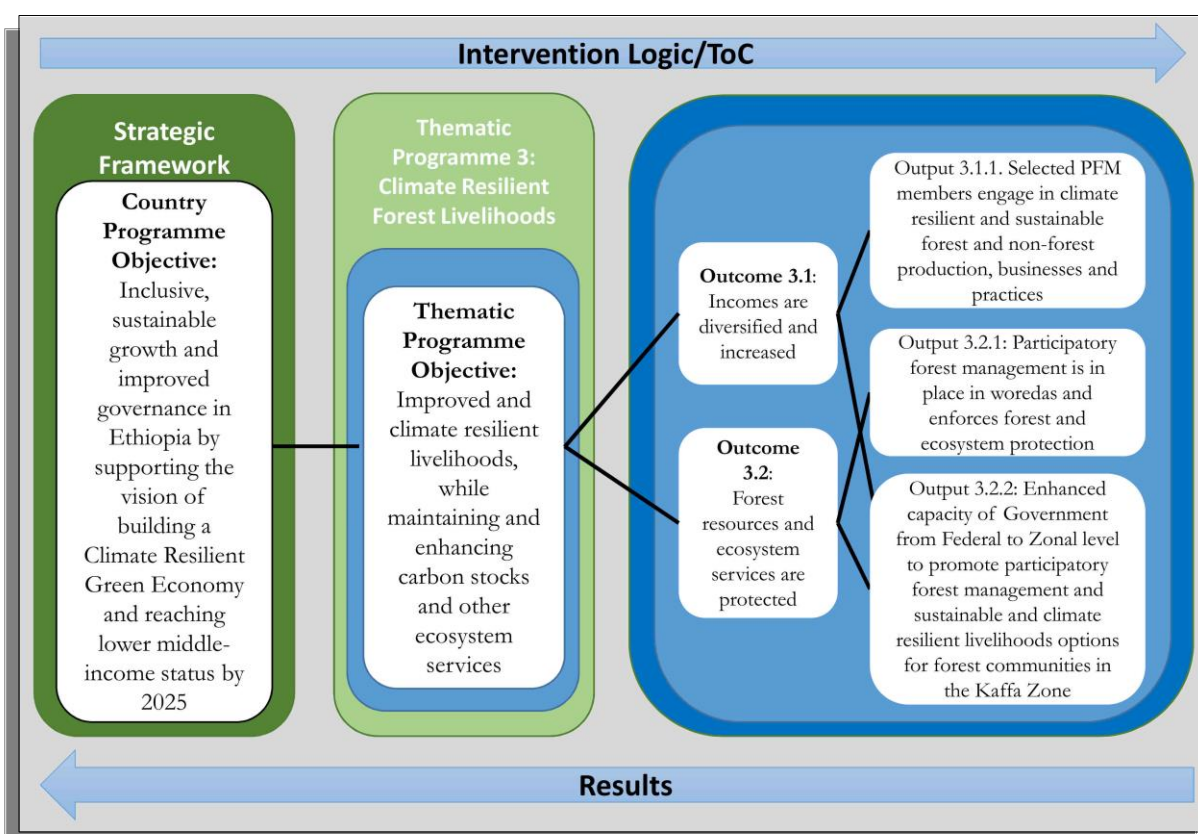 Intervention Logic/ToC
Strategic
Framework
Country
Programme
Objective:
Inclusive,
sustainable
growth and
improved
governance in
Ethiopia by
supporting the
vision of
building a
Climate Resilient
Green Economy
and reaching
lower middle-
income status by
2025
Thematic
Programme 3:
Climate Resilient
Forest Livelihoods
Thematic
Programme
Objective:
Improved and
climate resilient
livelihoods,
while
maintaining and
enhancing
carbon stocks
and other
ecosystem
services
Outcome 3.1:
Incomes are
diversified and
increased
Outcome
3.2:
Forest
resources and
ecosystem
services are
protected
Output 3.1.1. Selected PFM
members engage in climate
resilient and sustainable
forest and non-forest
production, businesses and
practices
Output 3.2.1: Participatory
forest management is in
place in woredas and
enforces forest and
ecosystem protection
Output 3.2.2: Enhanced
capacity of Government
from Federal to Zonal level
to promote participatory
forest management and
sustainable and climate
resilient livelihoods options
for forest communities in
the Kaffa Zone
Results